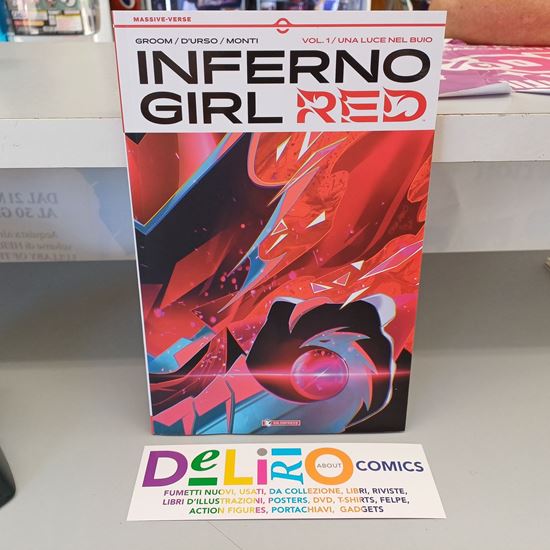 MASSIVE-VERSE
GROOM / D'URSO / MONTI
VOL. 1 / UNA LUCE NEL BUIO
INFERNO
GIRL RED
SALDAPRESS
DeLiRiO ABOUT COMICS
FUMETTI NUOVI, USATI, DA COLLEZIONE, LIBRI, RIVISTE,
LIBRI D'ILLUSTRAZIONI, POSTERS, DVD, T-SHIRTS, FELPE,
ACTION FIGURES, PORTACHIAVI, GADGETS